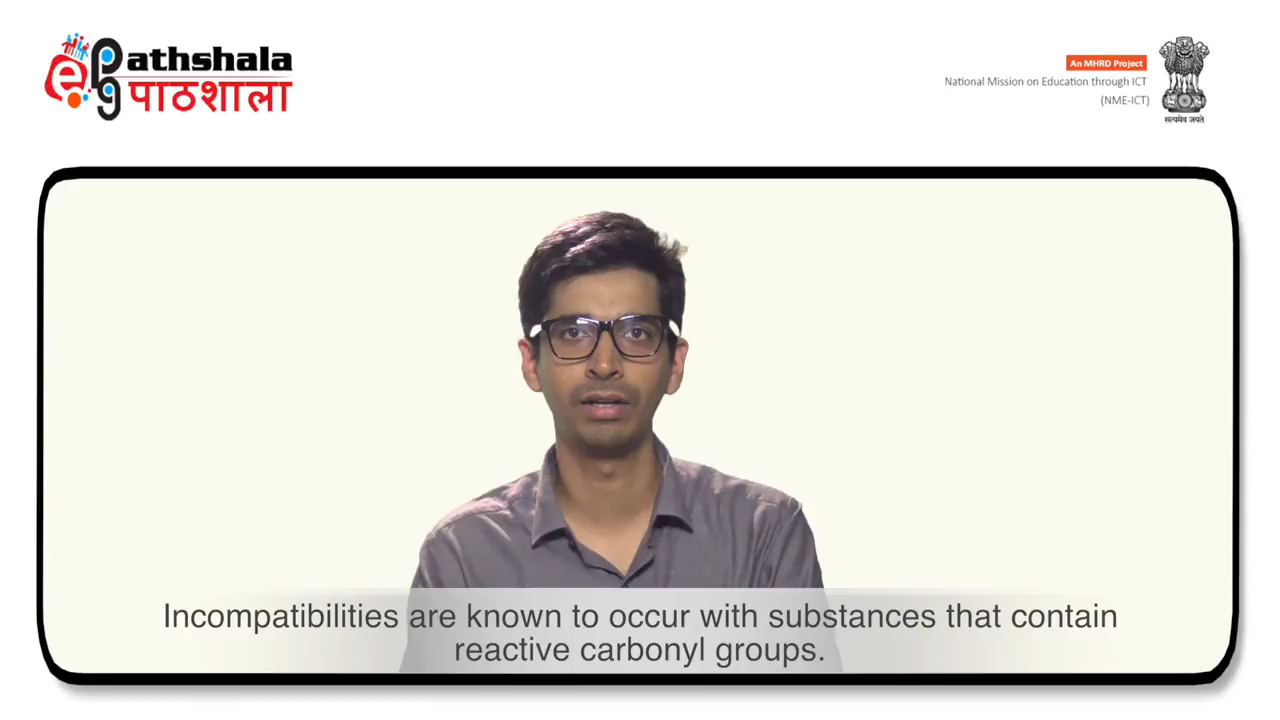 e pg Pathshala
पाठशाला
An MHRD Project
National Mission on Education through ICT
(NME-ICT)
सत्यमेव जयते
Incompatibilities are known to occur with substances that contain
reactive carbonyl groups.